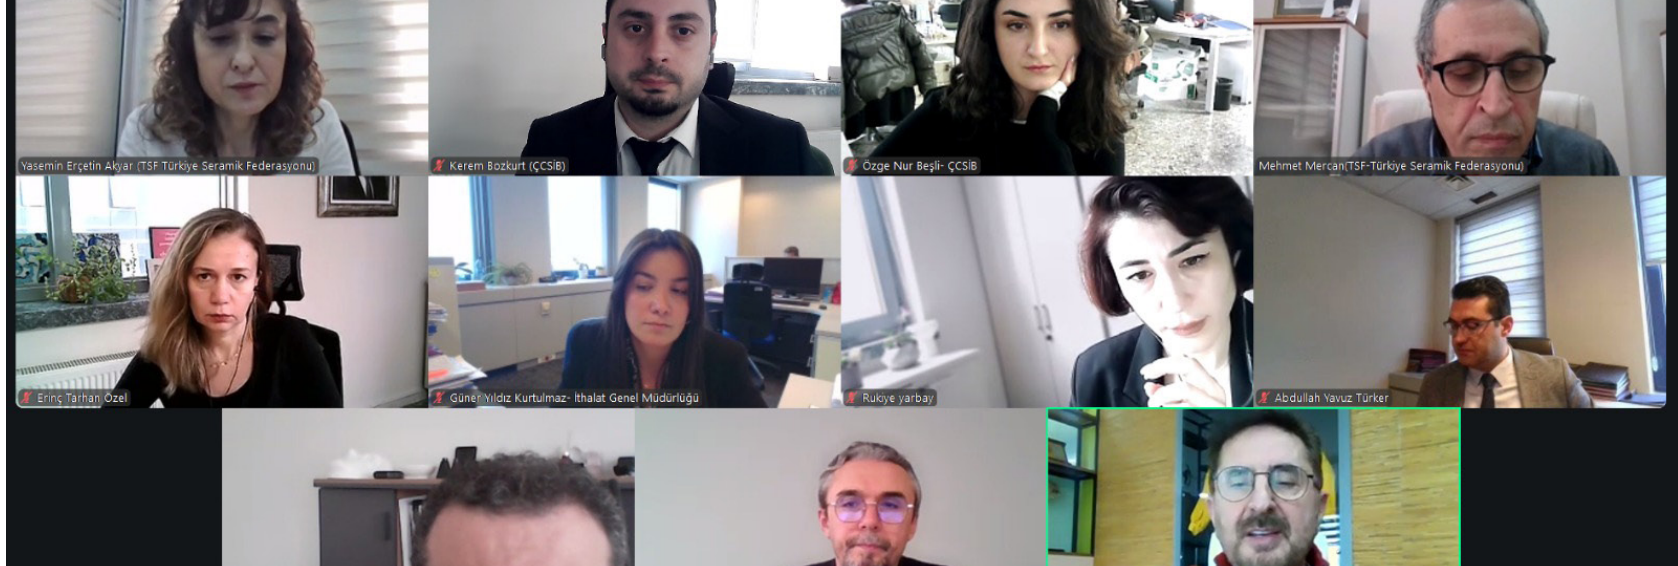 Yasemin Erçetin Akyar (TSF Türkiye Seramik Federasyonu)
Kerem Bozkurt (ÇCSİB)
Özge Nur Beşli- ÇCSİB
Mehmet Mercan(TSF-Türkiye Seramik Federasyonu)
Erinç Tarhan Özel
Güner Yıldız Kurtulmaz- İthalat Genel Müdürlüğü
Rukiye yarbay
Abdullah Yavuz Türker